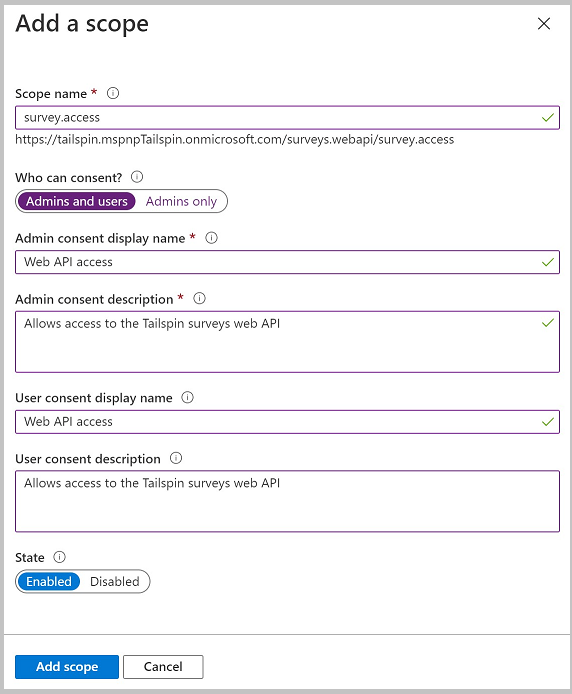 Add a scope
Scope name *
survey.access
https://tailspin.mspnpTailspin.onmicrosoft.com/surveys.webapi/survey.access
Who can consent?
Admins and users Admins only
Admin consent display name *
Web API access
Admin consent description *
Allows access to the Tailspin surveys web API
User consent display name
Web API access
User consent description
Allows access to the Tailspin surveys web API
State
Enabled Disabled
Add scope Cancel